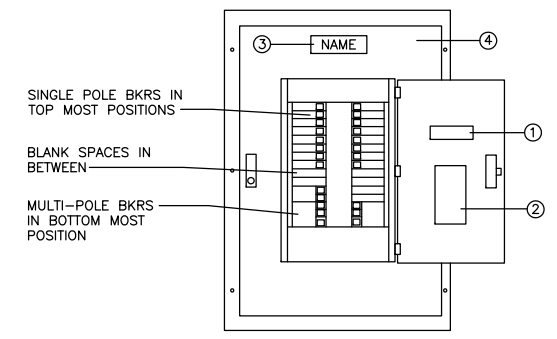 3
NAME
4
SINGLE POLE BKRS IN
TOP MOST POSITIONS
1
BLANK SPACES IN
BETWEEN
2
MULTI-POLE BKRS
IN BOTTOM MOST
POSITION